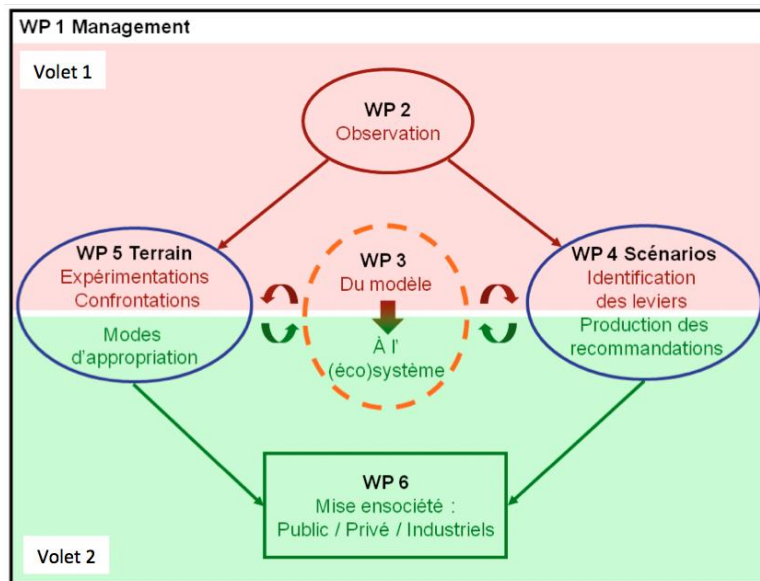 WP 1 Management
Volet 1
WP 2
Observation
WP 5 Terrain
Expérimentations
Confrontations
Modes
d'appropriation
WP 3
Du modèle
À l'
(éco)système
WP 4 Scénarios
Identification
des leviers
Production des
recommandations
WP 6
Mise ensociété :
Public / Privé / Industriels
Volet 2